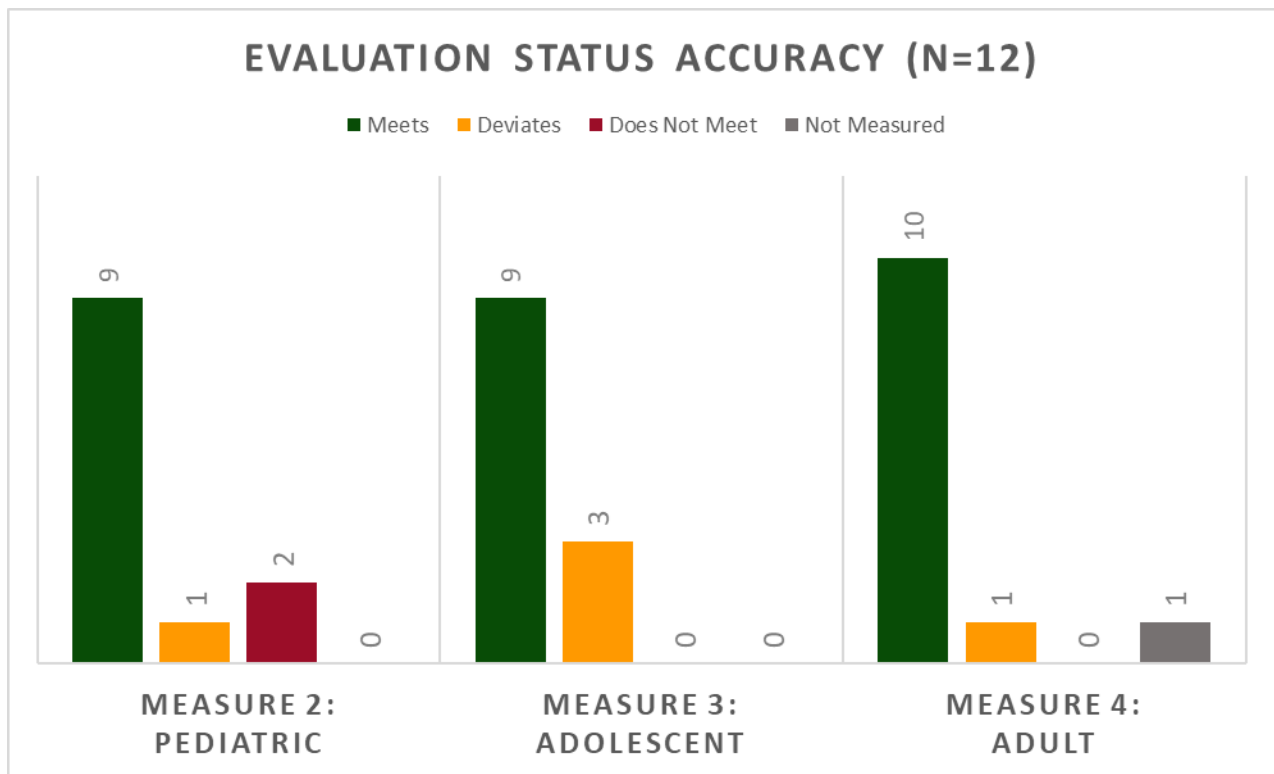 EVALUATION STATUS ACCURACY (N=12)
Meets Deviates Does Not Meet Not Measured
9 1 2 0
9 3 0 0
10 1 0 1
MEASURE 2:
PEDIATRIC
MEASURE 3:
ADOLESCENT
MEASURE 4:
ADULT